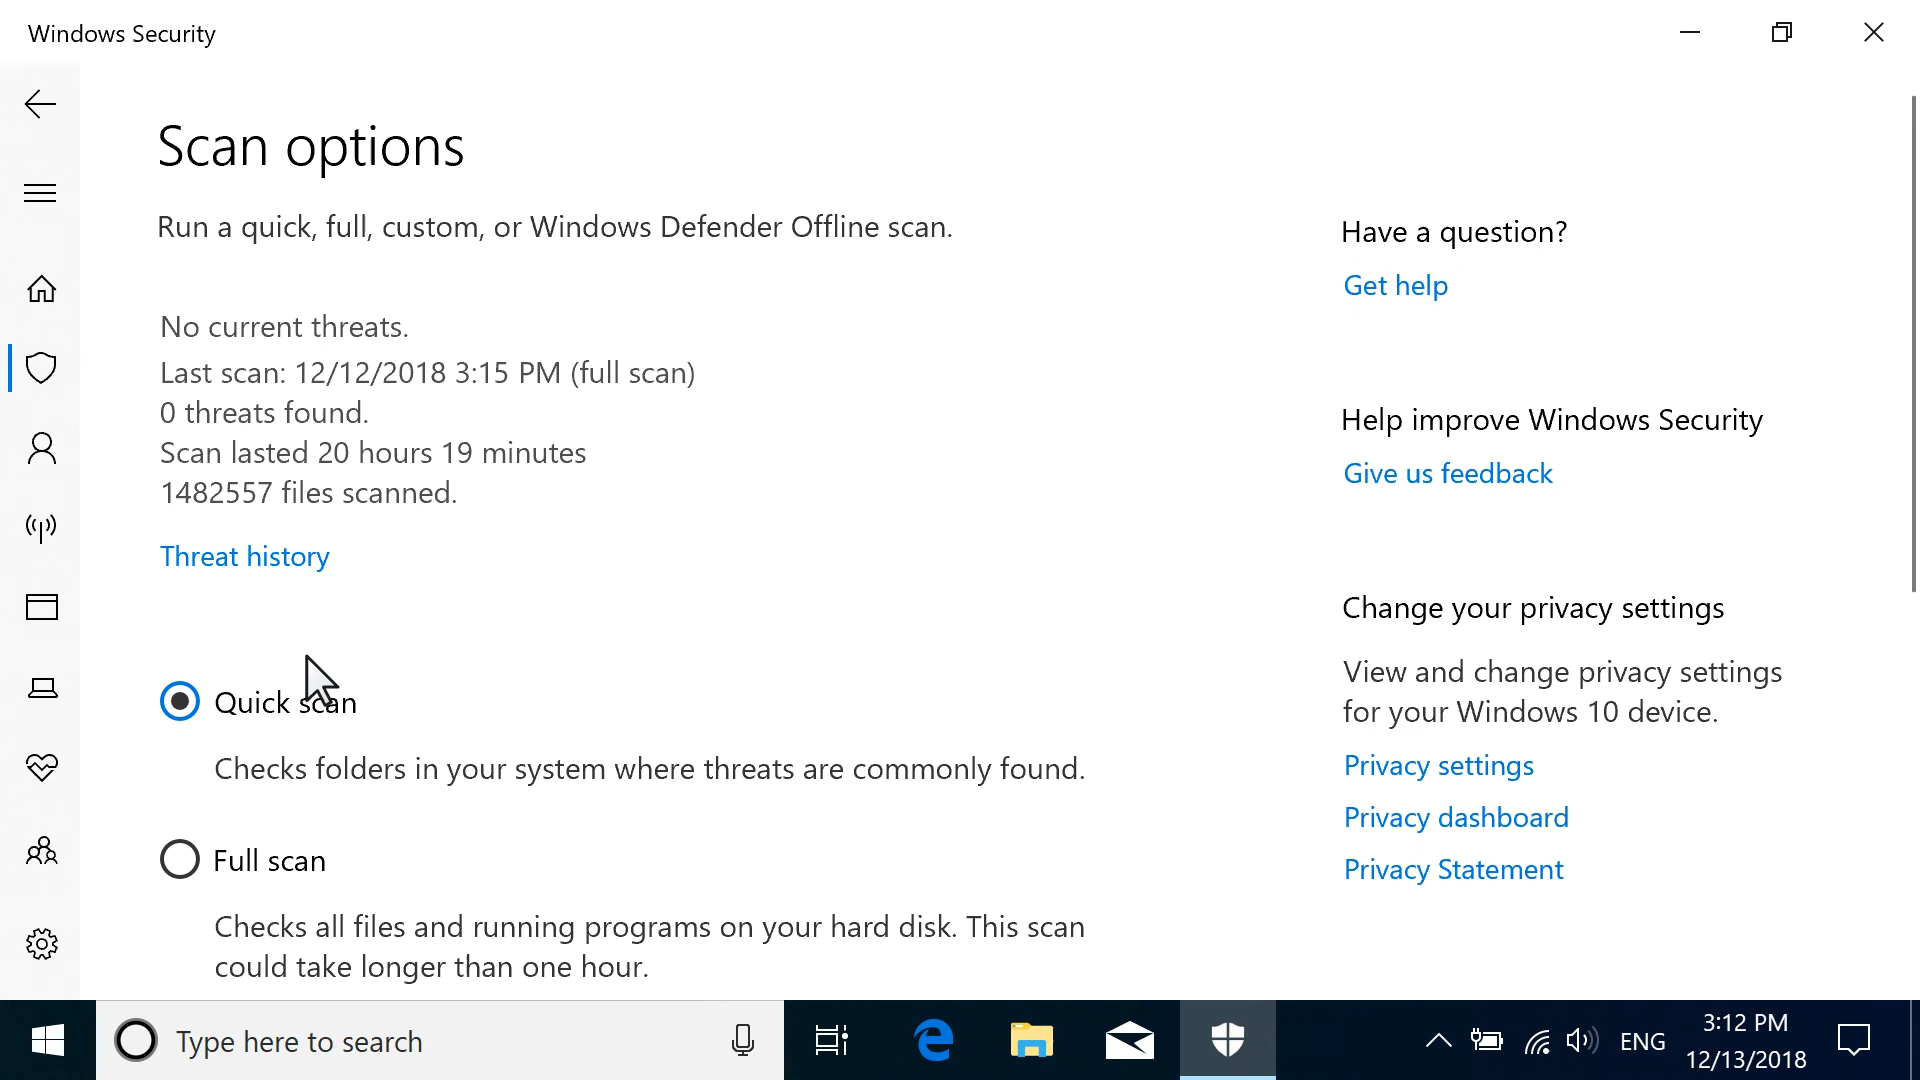 Windows Security
Scan options
Run a quick, full, custom, or Windows Defender Offline scan.
No current threats.
Last scan: 12/12/2018 3:15 PM (full scan)
0 threats found.
Scan lasted 20 hours 19 minutes
1482557 files scanned.
Threat history
Quick scan
Checks folders in your system where threats are commonly found.
Full scan
Checks all files and running programs on your hard disk. This scan
could take longer than one hour.
Have a question?
Get help
Help improve Windows Security
Give us feedback
Change your privacy settings
View and change privacy settings
for your Windows 10 device.
Privacy settings
Privacy dashboard
Privacy Statement
Type here to search
ENG
3:12 PM
12/13/2018